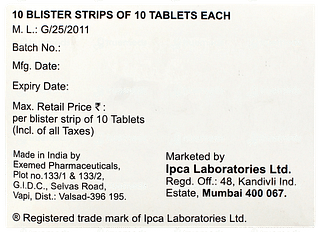 10 BLISTER STRIPS OF 10 TABLETS EACH
M. L.: G/25/2011
Batch No.:
Mfg. Date:
Expiry Date:
Max. Retail Price ₹ :
per blister strip of 10 Tablets
(Incl. of all Taxes)
Made in India by
Exemed Pharmaceuticals,
Plot no.133/1 & 133/2,
G.I.D.C., Selvas Road,
Vapi, Dist.: Valsad-396 195.
Marketed by
Ipca Laboratories Ltd.
Regd. Off.: 48, Kandivli Ind.
Estate, Mumbai 400 067.
® Registered trade mark of Ipca Laboratories Ltd.